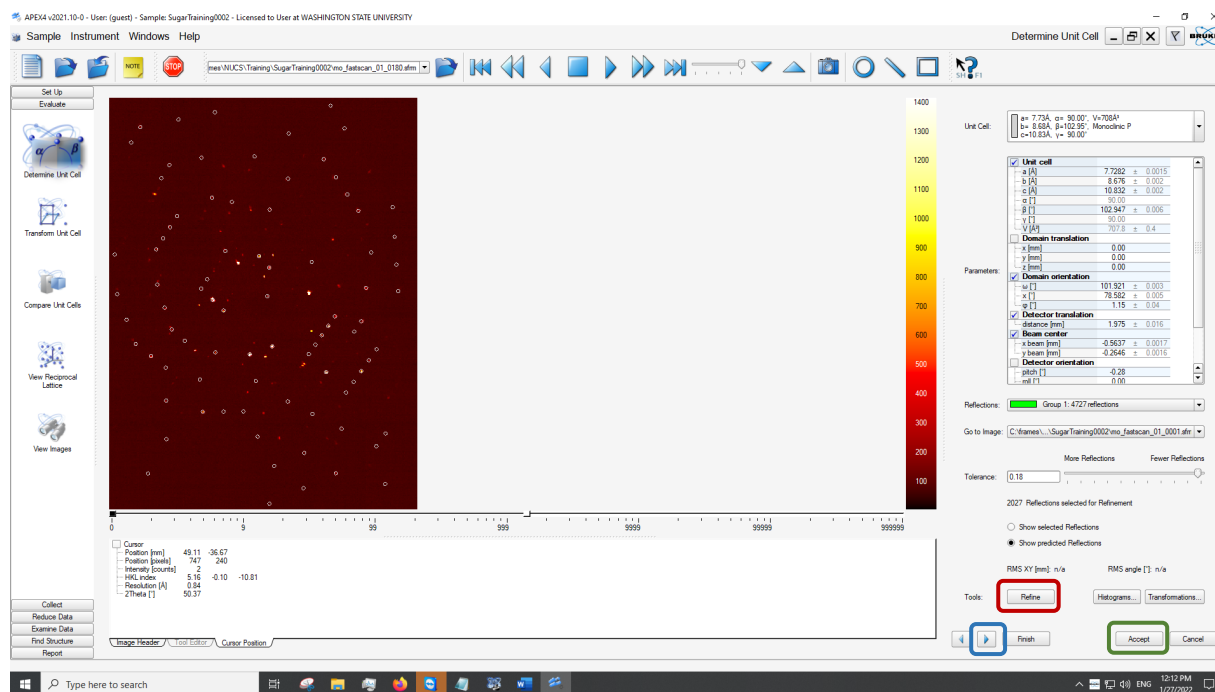 APEX4 v2021.10-0 - User: (guest) - Sample: SugarTraining0002 - Licensed to User at WASHINGTON STATE UNIVERSITY
Sample Instrument Windows Help
Determine Unit Cell
NOTE
STOP
mes\NUCS\Training\SugarTraining0002\mo_fastscan_01_0180.sfrm
SH F1
Set Up
Evaluate
Determine Unit Cell
Transform Unit Cell
Compare Unit Cells
View Reciprocal
Lattice
View Images
Collect
Reduce Data
Examine Data
Find Structure
Report
1400
1300
1200
1100
1000
900
800
700
600
500
400
300
200
100
0 9 99 999 9999 99999 999999
Cursor
Position [mm] 49.11 -36.67
Position [pixels] 747 240
Intensity [counts] 2
HKL index 5.16 -0.10 -10.81
Resolution [Å] 0.84
2Theta [°] 50.37
Image Header Tool Editor Cursor Position
Unit Cell:
a= 7.73Å, α= 90.00°, V=708Å³
b= 8.68Å, β=102.95°, Monoclinic P
c=10.83Å, γ= 90.00°
Parameters:
Unit cell
a [Å] 7.7282 ± 0.0015
b [Å] 8.676 ± 0.002
c [Å] 10.832 ± 0.002
α [°] 90.00
β [°] 102.947 ± 0.006
γ [°] 90.00
V [Å³] 707.8 ± 0.4
Domain translation
x [mm] 0.00
y [mm] 0.00
z [mm] 0.00
Domain orientation
ω [°] 101.921 ± 0.003
χ [°] 78.582 ± 0.005
φ [°] 1.15 ± 0.04
Detector translation
distance [mm] 1.975 ± 0.016
Beam center
x beam [mm] -0.5637 ± 0.0017
y beam [mm] -0.2646 ± 0.0016
Detector orientation
pitch [°] -0.28
roll [°] 0.00
Reflections: Group 1: 4727 reflections
Go to Image: C:\frames\...\SugarTraining0002\mo_fastscan_01_0001.sfrm
More Reflections Fewer Reflections
Tolerance: 0.18
2027 Reflections selected for Refinement
Show selected Reflections
Show predicted Reflections
RMS XY [mm]: n/a RMS angle [°]: n/a
Tools: Refine Histograms... Transformations...
Finish Accept Cancel
Type here to search
ENG
12:12 PM
1/27/2022